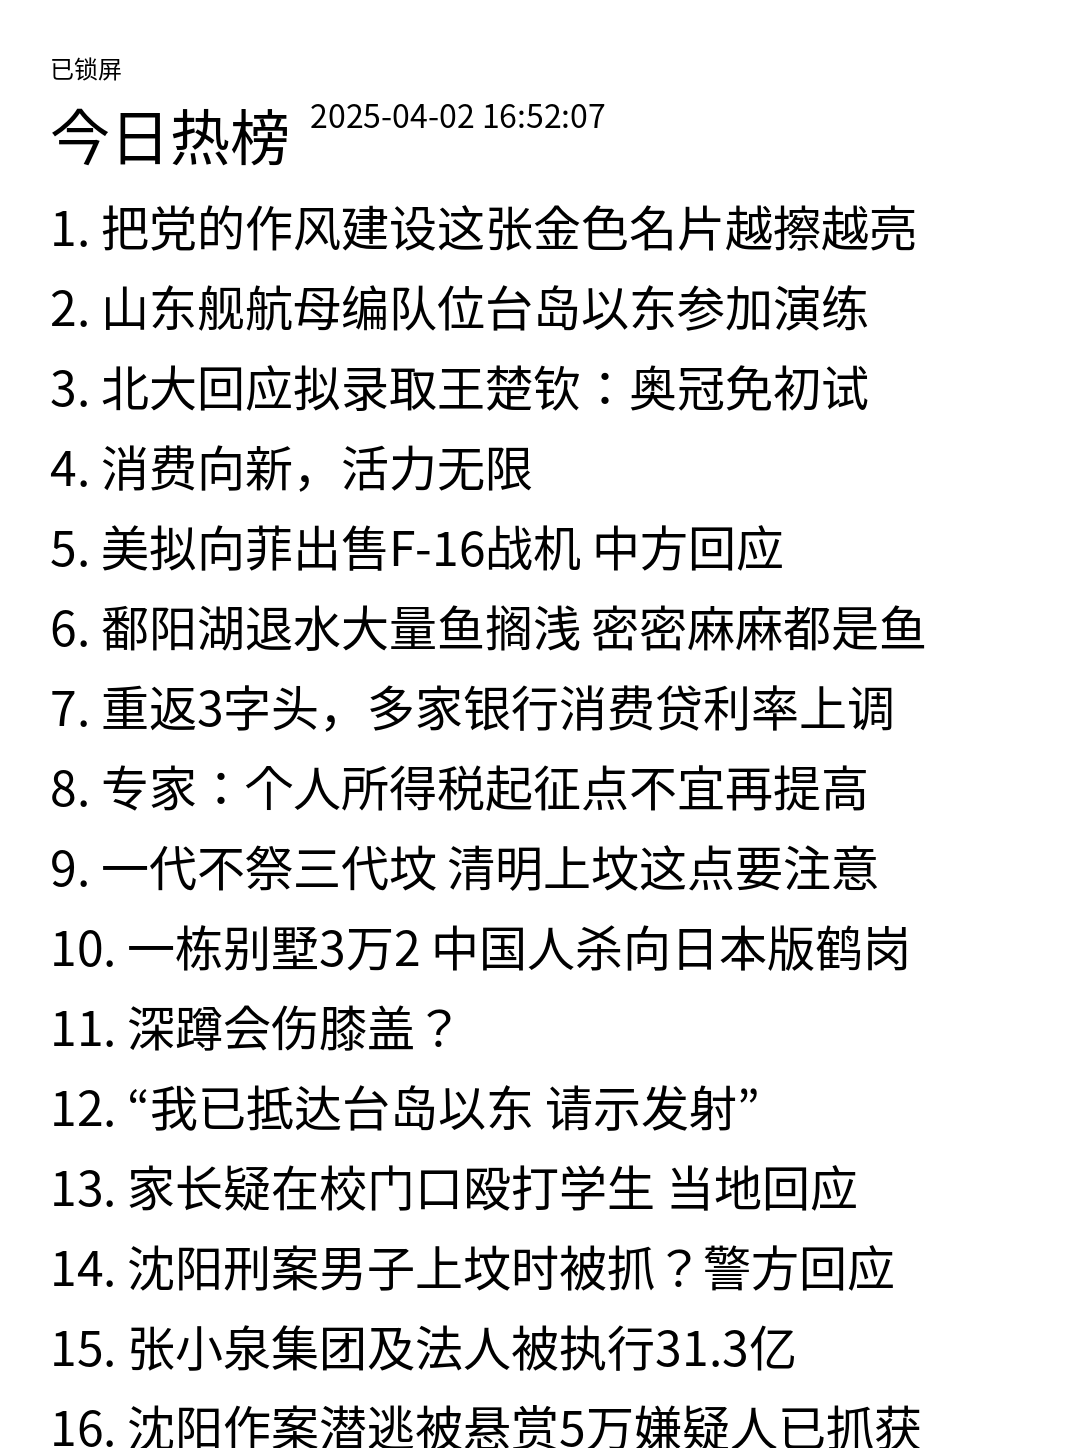 已锁屏
今日热榜 2025-04-02 16:52:07
1. 把党的作风建设这张金色名片越擦越亮
2. 山东舰航母编队位台岛以东参加演练
3. 北大回应拟录取王楚钦：奥冠免初试
4. 消费向新，活力无限
5. 美拟向菲出售F-16战机 中方回应
6. 鄱阳湖退水大量鱼搁浅 密密麻麻都是鱼
7. 重返3字头，多家银行消费贷利率上调
8. 专家：个人所得税起征点不宜再提高
9. 一代不祭三代坟 清明上坟这点要注意
10. 一栋别墅3万2 中国人杀向日本版鹤岗
11. 深蹲会伤膝盖？
12. “我已抵达台岛以东 请示发射”
13. 家长疑在校门口殴打学生 当地回应
14. 沈阳刑案男子上坟时被抓？警方回应
15. 张小泉集团及法人被执行31.3亿
16. 沈阳作案潜逃被悬赏5万嫌疑人已抓获